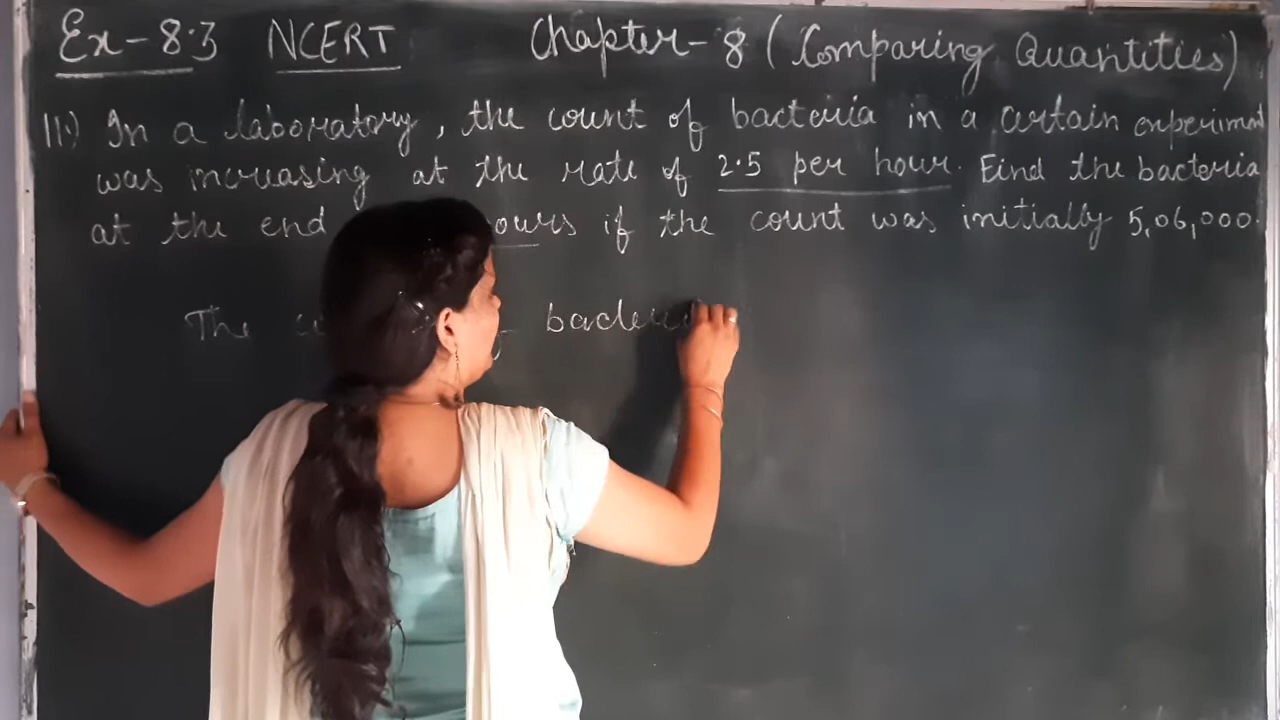 Ex-8.3 NCERT Chapter-8 (Comparing Quantities)
11.) In a laboratory, the count of bacteria in a certain experiment
was increasing at the rate of 2.5 per hour. Find the bacteria
at the end ours if the count was initially 5,06,000.
The bacte